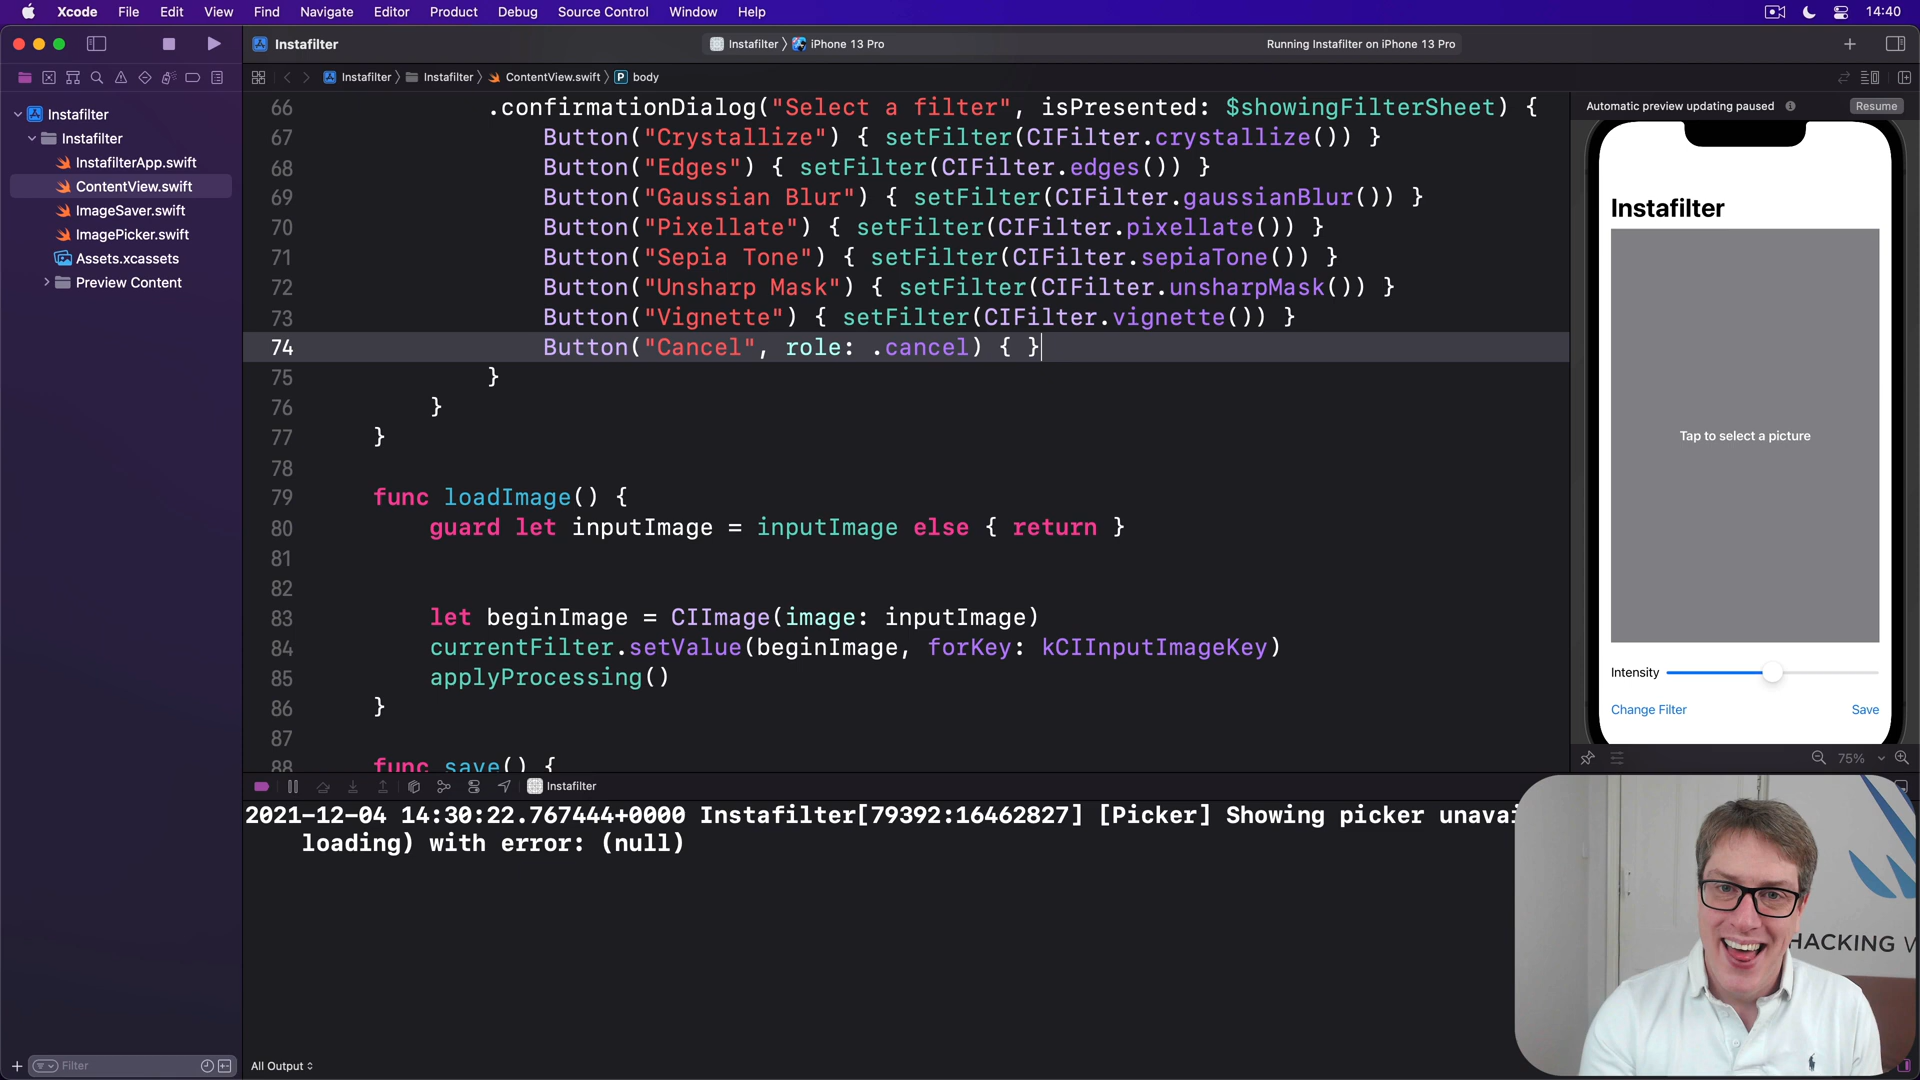 Xcode File Edit View Find Navigate Editor Product Debug Source Control Window Help 14:40
Instafilter Instafilter iPhone 13 Pro Running Instafilter on iPhone 13 Pro
Instafilter Instafilter ContentView.swift P body
Instafilter
Instafilter
InstafilterApp.swift
ContentView.swift
ImageSaver.swift
ImagePicker.swift
Assets.xcassets
Preview Content
Filter
66 .confirmationDialog("Select a filter", isPresented: $showingFilterSheet) {
67 Button("Crystallize") { setFilter(CIFilter.crystallize()) }
68 Button("Edges") { setFilter(CIFilter.edges()) }
69 Button("Gaussian Blur") { setFilter(CIFilter.gaussianBlur()) }
70 Button("Pixellate") { setFilter(CIFilter.pixellate()) }
71 Button("Sepia Tone") { setFilter(CIFilter.sepiaTone()) }
72 Button("Unsharp Mask") { setFilter(CIFilter.unsharpMask()) }
73 Button("Vignette") { setFilter(CIFilter.vignette()) }
74 Button("Cancel", role: .cancel) { }
75 }
76 }
77 }
78
79 func loadImage() {
80 guard let inputImage = inputImage else { return }
81
82
83 let beginImage = CIImage(image: inputImage)
84 currentFilter.setValue(beginImage, forKey: kCIInputImageKey)
85 applyProcessing()
86 }
87
88 func save() {
Instafilter
2021-12-04 14:30:22.767444+0000 Instafilter[79392:16462827] [Picker] Showing picker unavai
loading) with error: (null)
All Output
Automatic preview updating paused Resume
Instafilter
Tap to select a picture
Intensity
Change Filter Save
75%
HACKING W